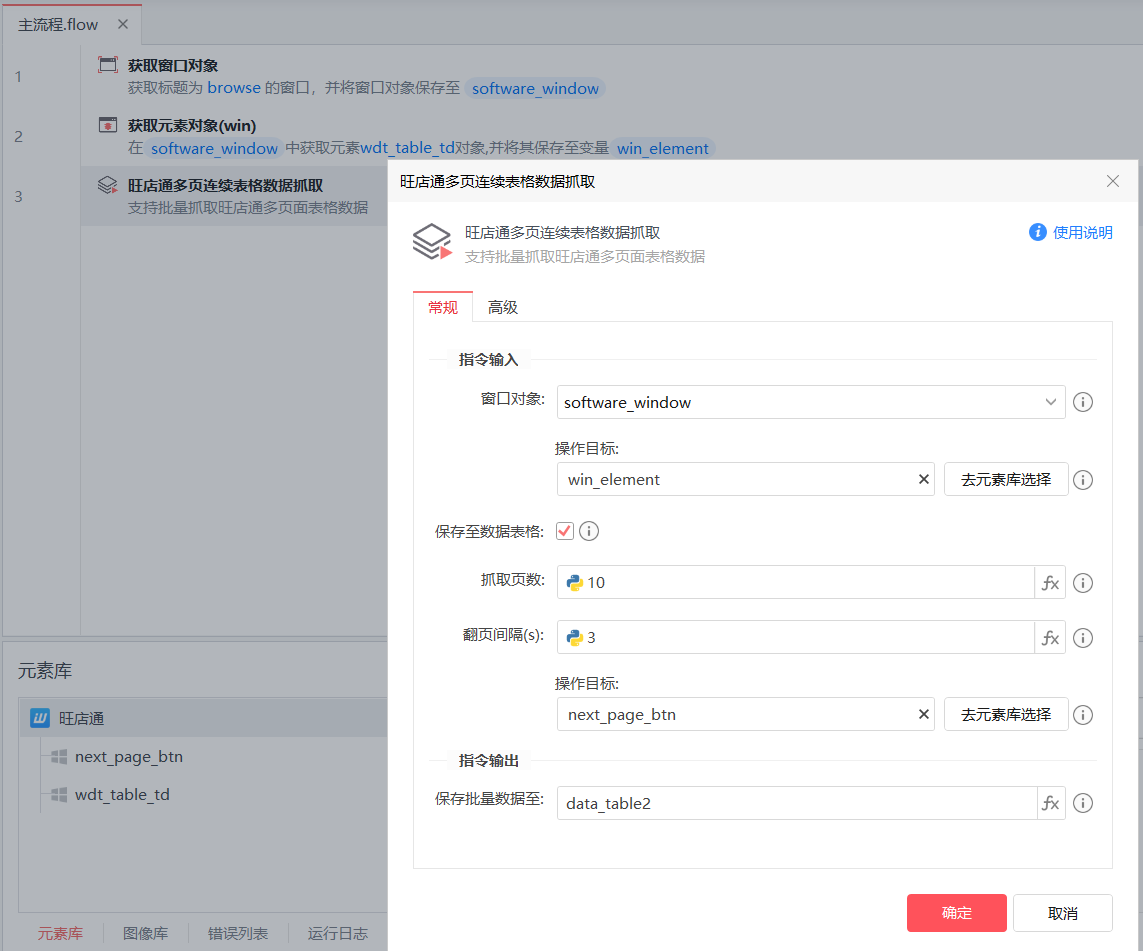 主流程.flow
1
获取窗口对象
获取标题为 browse 的窗口，并将窗口对象保存至 software_window
2
获取元素对象(win)
在 software_window 中获取元素wdt_table_td对象,并将其保存至变量 win_element
3
旺店通多页连续表格数据抓取
支持批量抓取旺店通多页面表格数据
旺店通多页连续表格数据抓取
旺店通多页连续表格数据抓取
支持批量抓取旺店通多页面表格数据
使用说明
常规 高级
指令输入
窗口对象: software_window
操作目标:
win_element 去元素库选择
保存至数据表格:
抓取页数: 10 fx
翻页间隔(s): 3 fx
操作目标:
next_page_btn 去元素库选择
指令输出
保存批量数据至: data_table2 fx
确定 取消
元素库
旺店通
next_page_btn
wdt_table_td
元素库 图像库 错误列表 运行日志